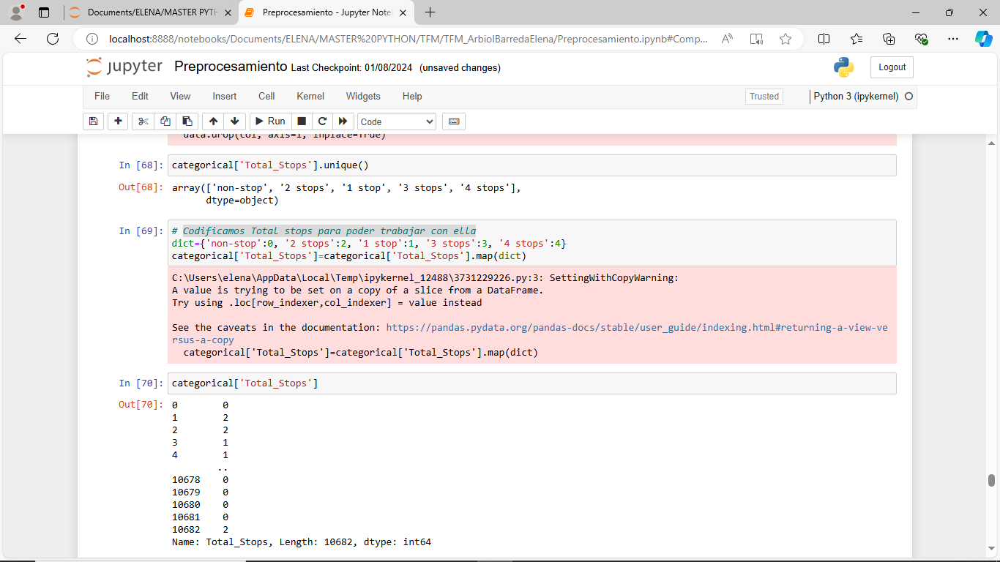 Documents/ELENA/MASTER PYTH
Preprocesamiento - Jupyter Notel
localhost:8888/notebooks/Documents/ELENA/MASTER%20PYTHON/TFM/TFM_ArbiolBarredaElena/Preprocesamiento.ipynb#Comp...
jupyter Preprocesamiento Last Checkpoint: 01/08/2024 (unsaved changes)
Logout
File Edit View Insert Cell Kernel Widgets Help
Trusted
Python 3 (ipykernel)
Run
Code
data.drop(col, axis=1, inplace=True)
In [68]: categorical['Total_Stops'].unique()
Out[68]: array(['non-stop', '2 stops', '1 stop', '3 stops', '4 stops'],
dtype=object)
In [69]: # Codificamos Total stops para poder trabajar con ella
dict={'non-stop':0, '2 stops':2, '1 stop':1, '3 stops':3, '4 stops':4}
categorical['Total_Stops']=categorical['Total_Stops'].map(dict)
C:\Users\elena\AppData\Local\Temp\ipykernel_12488\3731229226.py:3: SettingWithCopyWarning:
A value is trying to be set on a copy of a slice from a DataFrame.
Try using .loc[row_indexer,col_indexer] = value instead
See the caveats in the documentation: https://pandas.pydata.org/pandas-docs/stable/user_guide/indexing.html#returning-a-view-ve
rsus-a-copy
categorical['Total_Stops']=categorical['Total_Stops'].map(dict)
In [70]: categorical['Total_Stops']
Out[70]: 0 0
1 2
2 2
3 1
4 1
..
10678 0
10679 0
10680 0
10681 0
10682 2
Name: Total_Stops, Length: 10682, dtype: int64